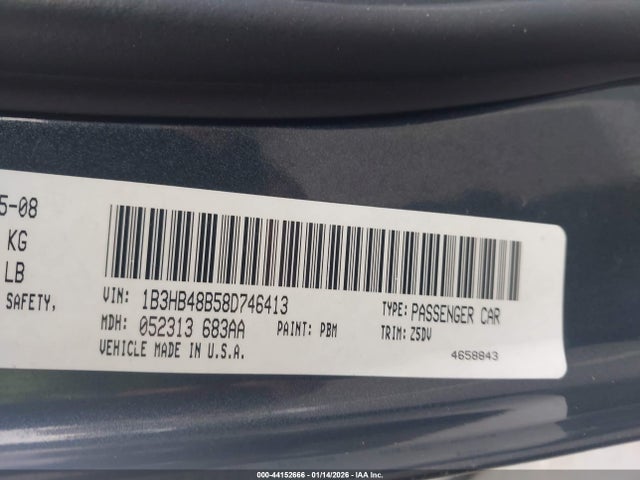 5-08
KG
LB
SAFETY,
VIN: 1B3HB48B58D746413
TYPE: PASSENGER CAR
MDH: 052313 683AA
PAINT: PBM
TRIM: ZSDV
VEHICLE MADE IN U.S.A.
4658843
000-44152666 | 01/14/2026 | IAA Inc.